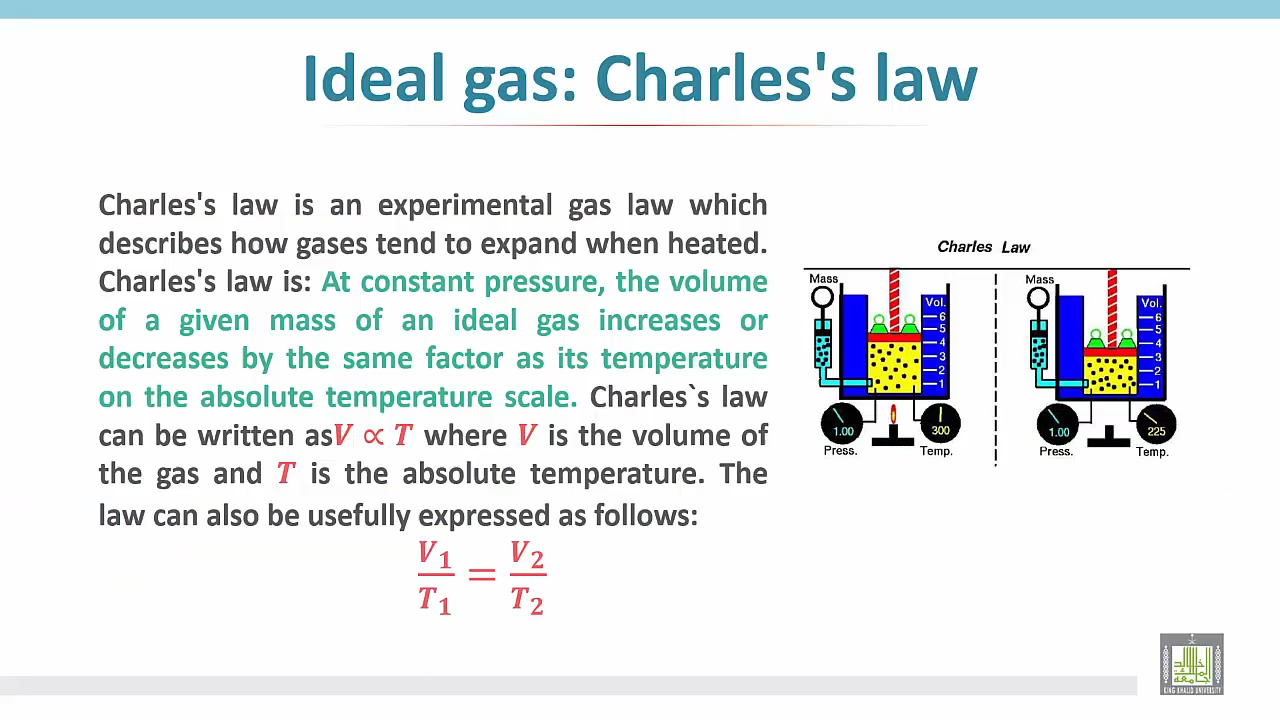 Ideal gas: Charles's law
Charles's law is an experimental gas law which
describes how gases tend to expand when heated.
Charles's law is: At constant pressure, the volume
of a given mass of an ideal gas increases or
decreases by the same factor as its temperature
on the absolute temperature scale. Charles`s law
can be written as V ∝ T where V is the volume of
the gas and T is the absolute temperature. The
law can also be usefully expressed as follows:
V₁/T₁ = V₂/T₂
Charles Law
Mass
Vol.
6
5
4
3
2
1
1.00
300
Press.
Temp.
Mass
Vol.
6
5
4
3
2
1
1.00
225
Press.
Temp.
KING KHALID UNIVERSITY